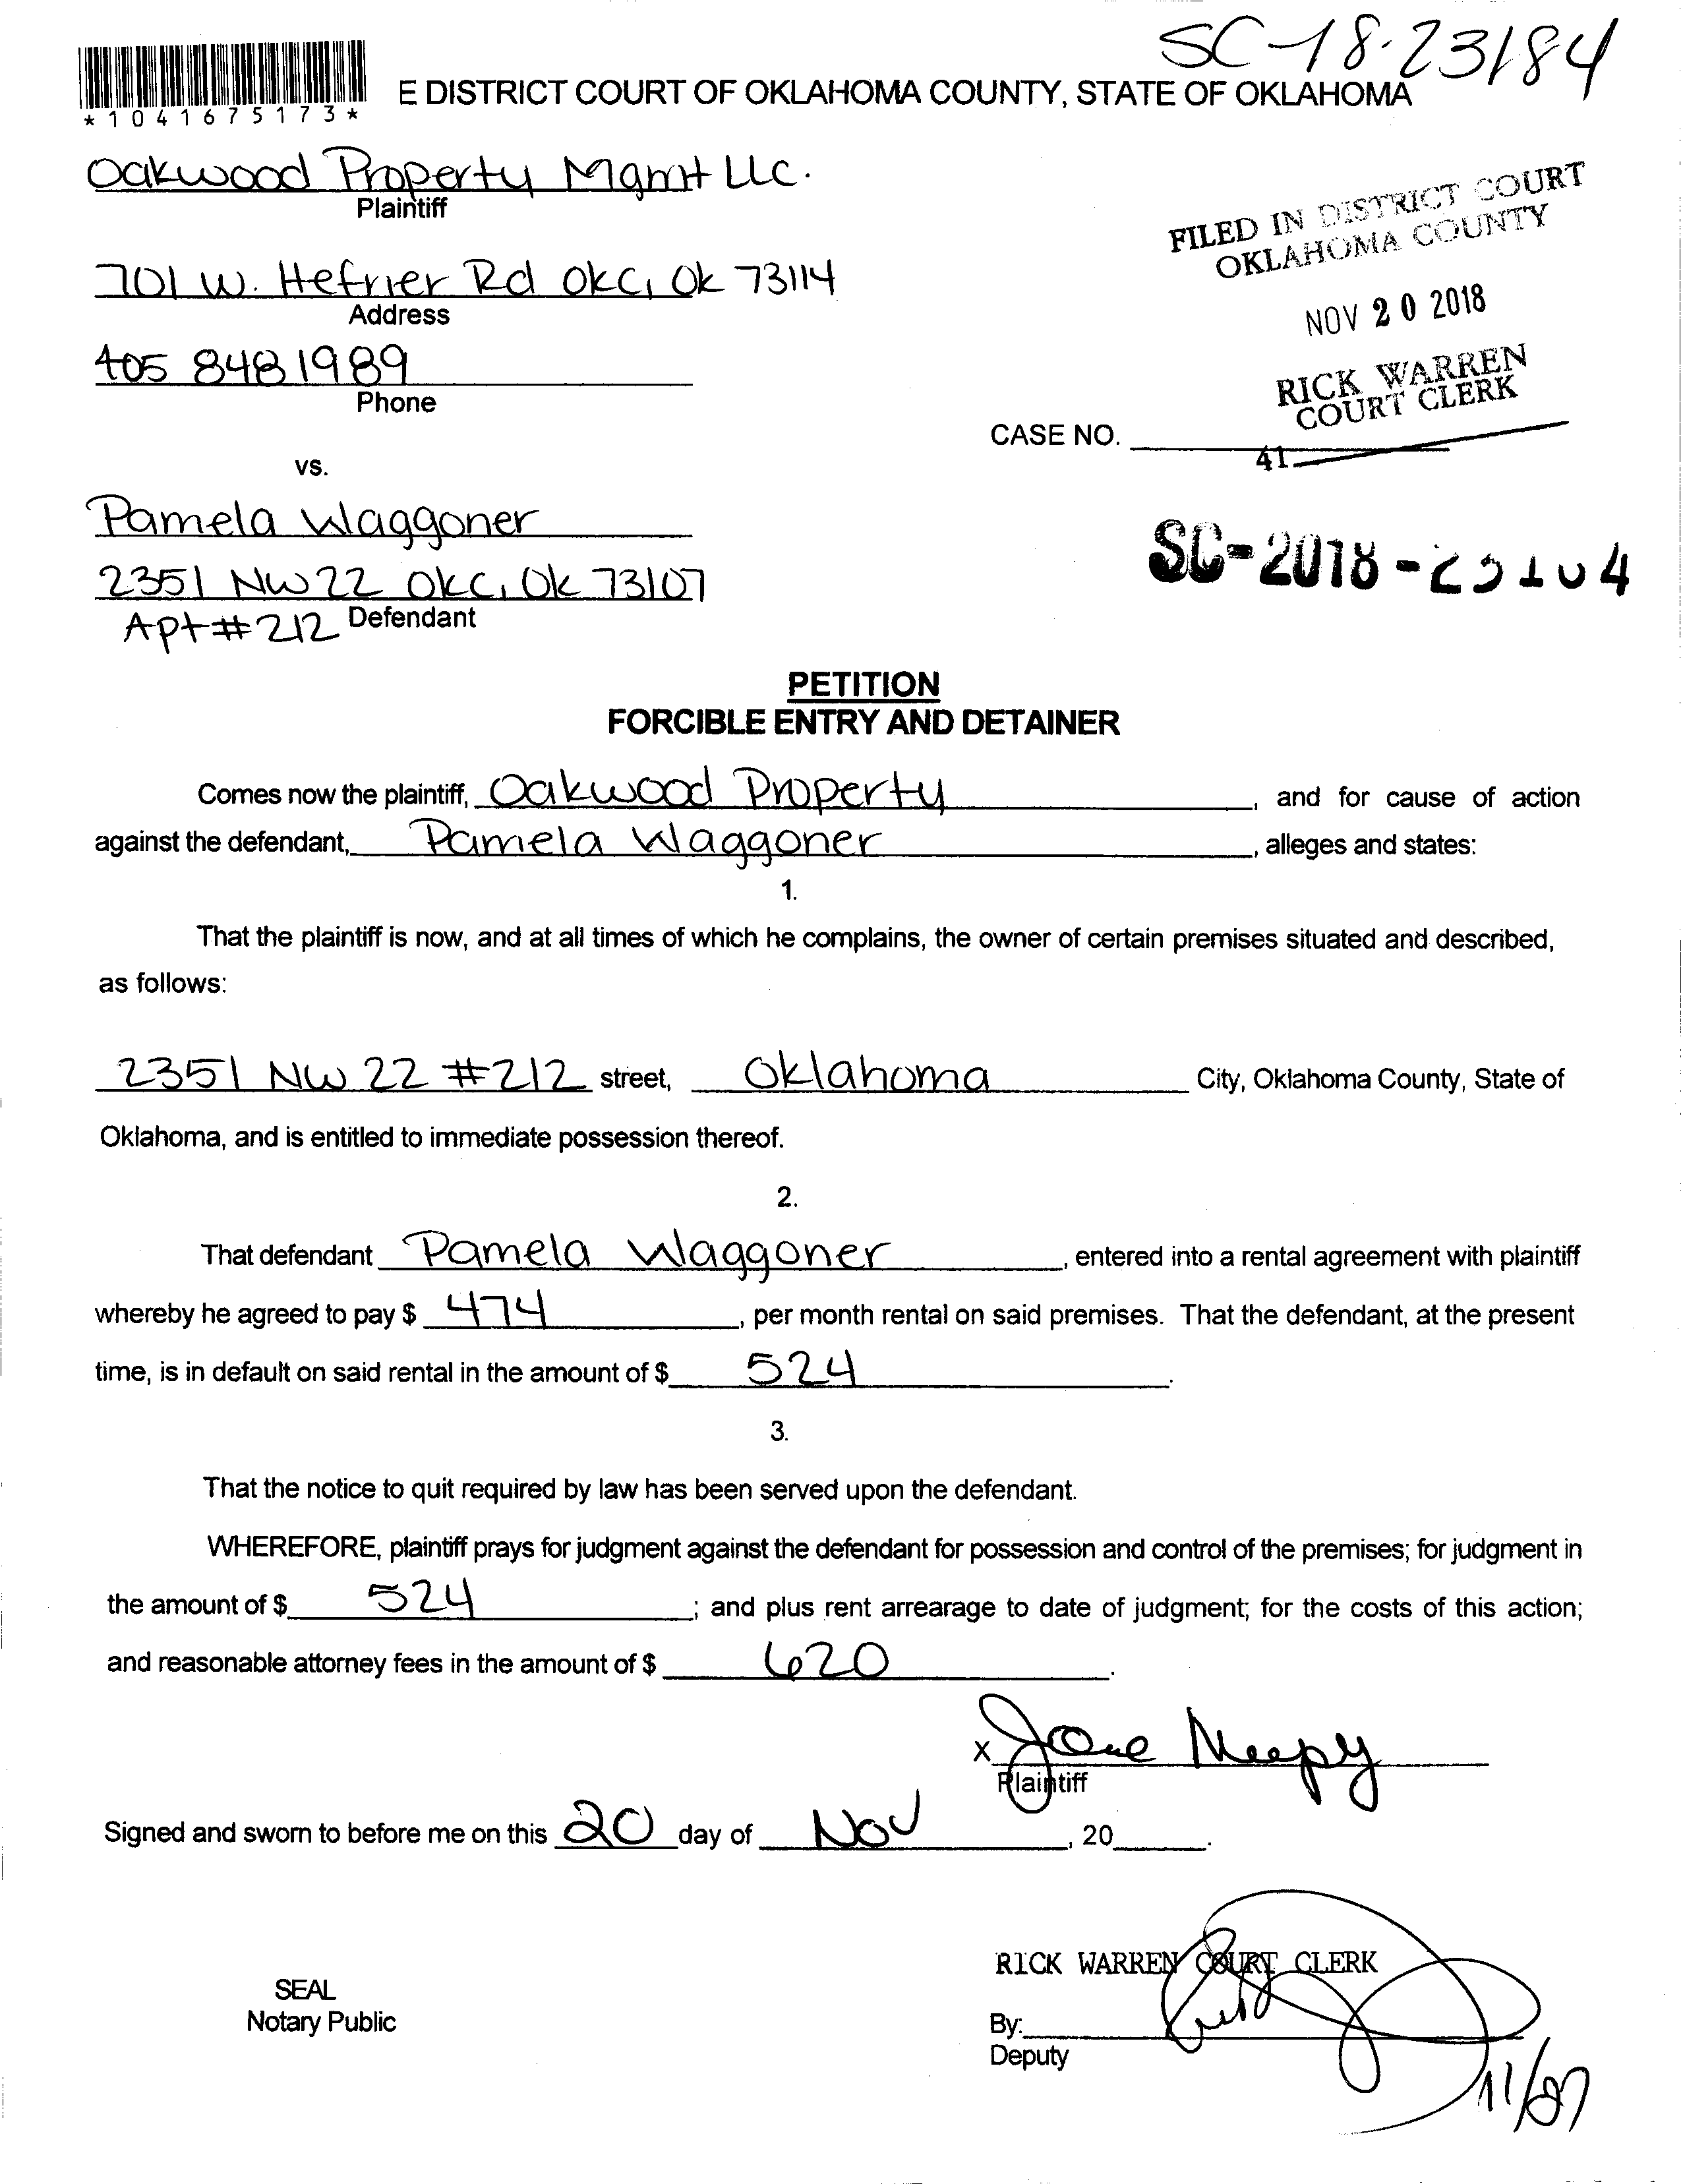 SC-18-23184
*1041675173*
E DISTRICT COURT OF OKLAHOMA COUNTY, STATE OF OKLAHOMA
Oakwood Property Mgmt LLC.
Plaintiff
FILED IN DISTRICT COURT
OKLAHOMA COUNTY
701 W. Hefner Rd OKC, OK 73114
Address
NOV 20 2018
405 848 1989
Phone
RICK WARREN
COURT CLERK
CASE NO.
41
vs.
Pamela Waggoner
2351 NW 22 OKC, OK 73107
Apt #212 Defendant
SC-2018-23184
PETITION
FORCIBLE ENTRY AND DETAINER
Comes now the plaintiff, Oakwood Property, and for cause of action
against the defendant, Pamela Waggoner, alleges and states:
1.
That the plaintiff is now, and at all times of which he complains, the owner of certain premises situated and described,
as follows:
2351 NW 22 #212 street, Oklahoma City, Oklahoma County, State of
Oklahoma, and is entitled to immediate possession thereof.
2.
That defendant Pamela Waggoner, entered into a rental agreement with plaintiff
whereby he agreed to pay $ 474, per month rental on said premises. That the defendant, at the present
time, is in default on said rental in the amount of $ 524.
3.
That the notice to quit required by law has been served upon the defendant.
WHEREFORE, plaintiff prays for judgment against the defendant for possession and control of the premises; for judgment in
the amount of $ 524; and plus rent arrearage to date of judgment; for the costs of this action;
and reasonable attorney fees in the amount of $ 620.
X
Plaintiff
Signed and sworn to before me on this 20 day of Nov, 20 .
RICK WARREN COURT CLERK
SEAL
Notary Public
By:
Deputy
11/27